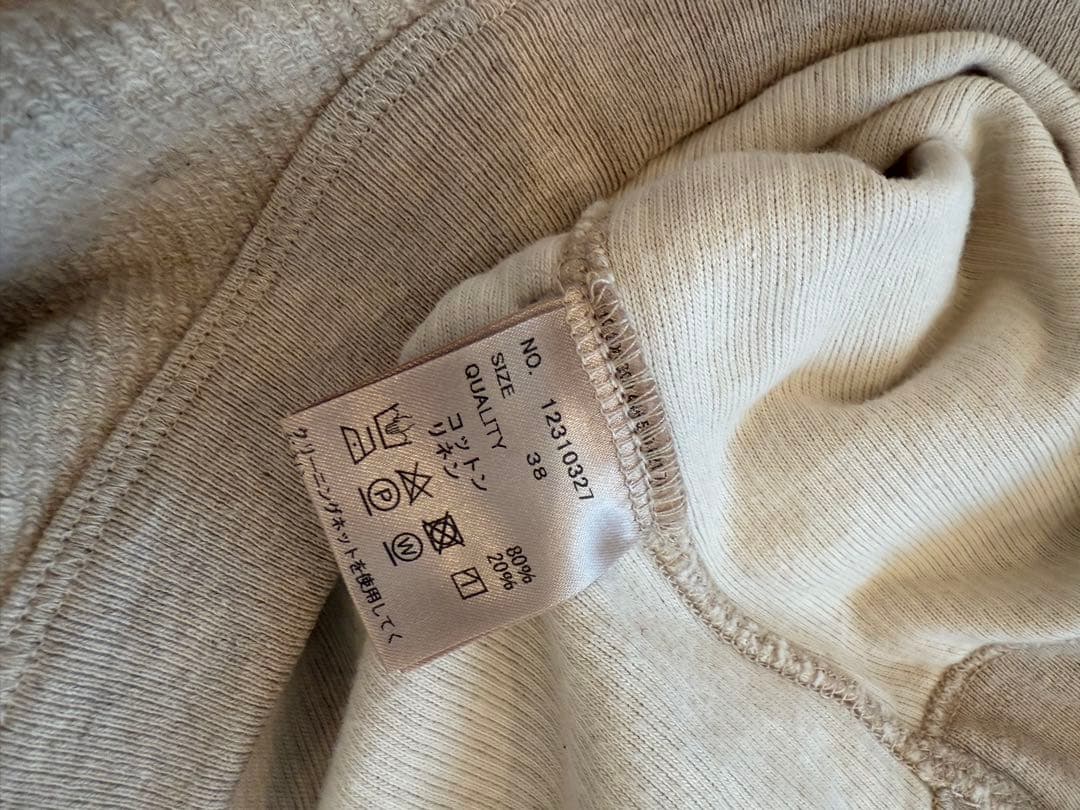 NO. 12310327
SIZE 38
QUALITY
コットン 80%
リネン 20%
P W
クリーニングネットを使用してく